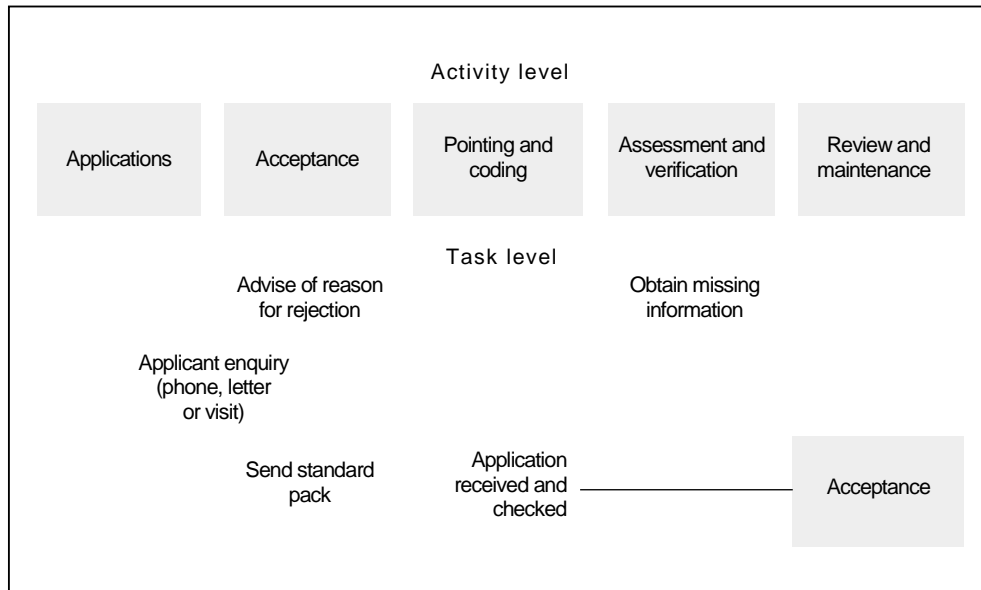 Activity level
Applications
Acceptance
Pointing and
coding
Assessment and
verification
Review and
maintenance
Task level
Advise of reason
for rejection
Obtain missing
information
Applicant enquiry
(phone, letter
or visit)
Send standard
pack
Application
received and
checked
Acceptance